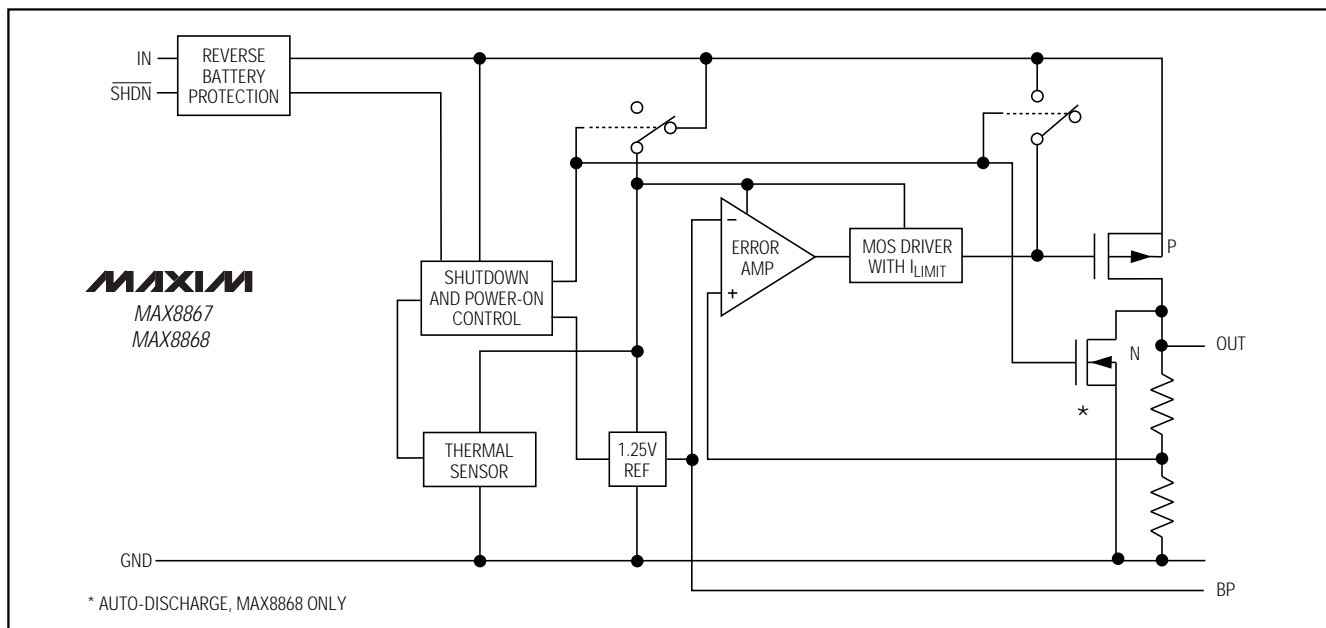 IN
SHDN
REVERSE
BATTERY
PROTECTION
MAXIM
MAX8867
MAX8868
SHUTDOWN
AND POWER-ON
CONTROL
THERMAL
SENSOR
1.25V
REF
−
ERROR
AMP
+
MOS DRIVER
WITH ILIMIT
P
N
*
OUT
GND
BP
* AUTO-DISCHARGE, MAX8868 ONLY